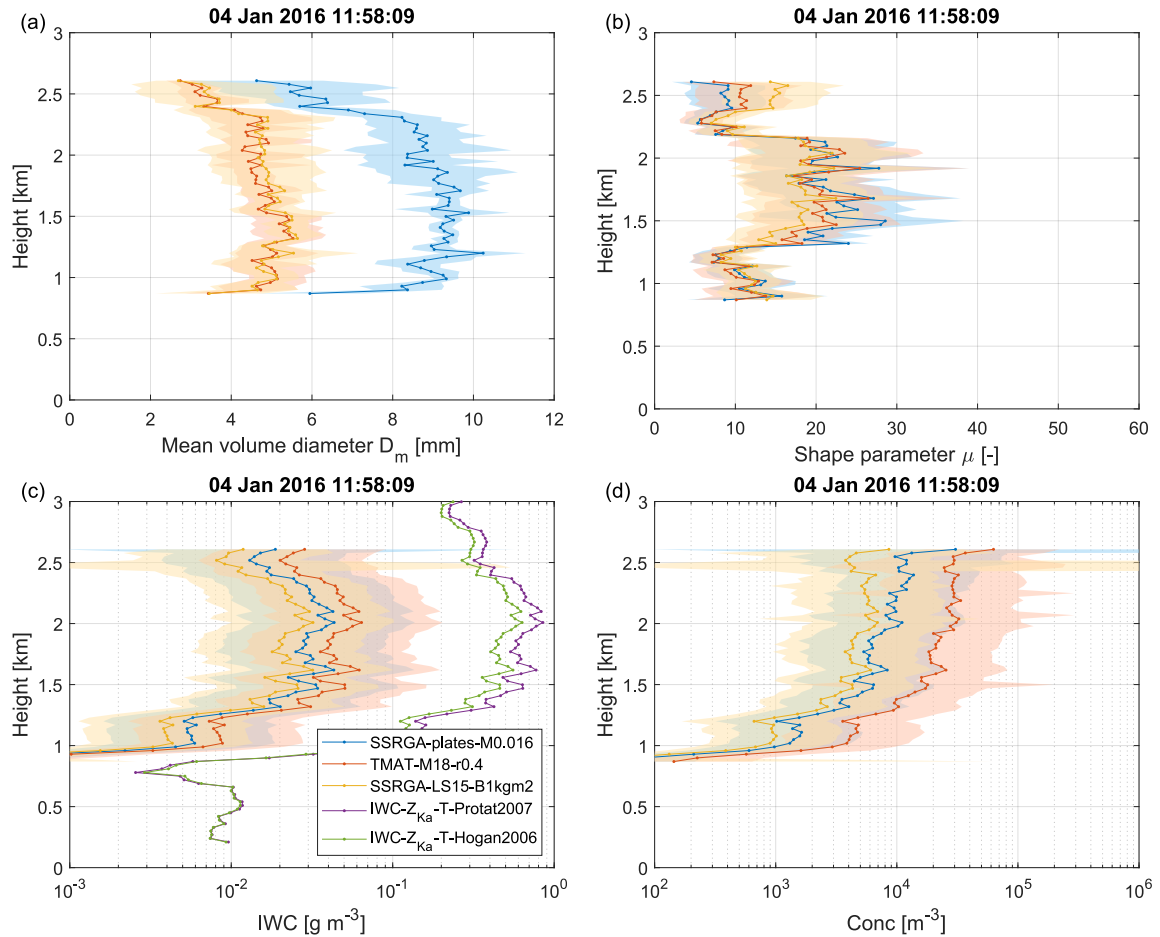 (a)
04 Jan 2016 11:58:09
3
2.5
2
1.5
1
0.5
0
Height [km]
0 2 4 6 8 10 12
Mean volume diameter D_m [mm]
(b)
04 Jan 2016 11:58:09
3
2.5
2
1.5
1
0.5
0
Height [km]
0 10 20 30 40 50 60
Shape parameter μ [-]
(c)
04 Jan 2016 11:58:09
3
2.5
2
1.5
1
0.5
0
Height [km]
SSRGA-plates-M0.016
TMAT-M18-r0.4
SSRGA-LS15-B1kgm2
IWC-Z_Ka-T-Protat2007
IWC-Z_Ka-T-Hogan2006
10^-3 10^-2 10^-1 10^0
IWC [g m^-3]
(d)
04 Jan 2016 11:58:09
3
2.5
2
1.5
1
0.5
0
Height [km]
10^2 10^3 10^4 10^5 10^6
Conc [m^-3]